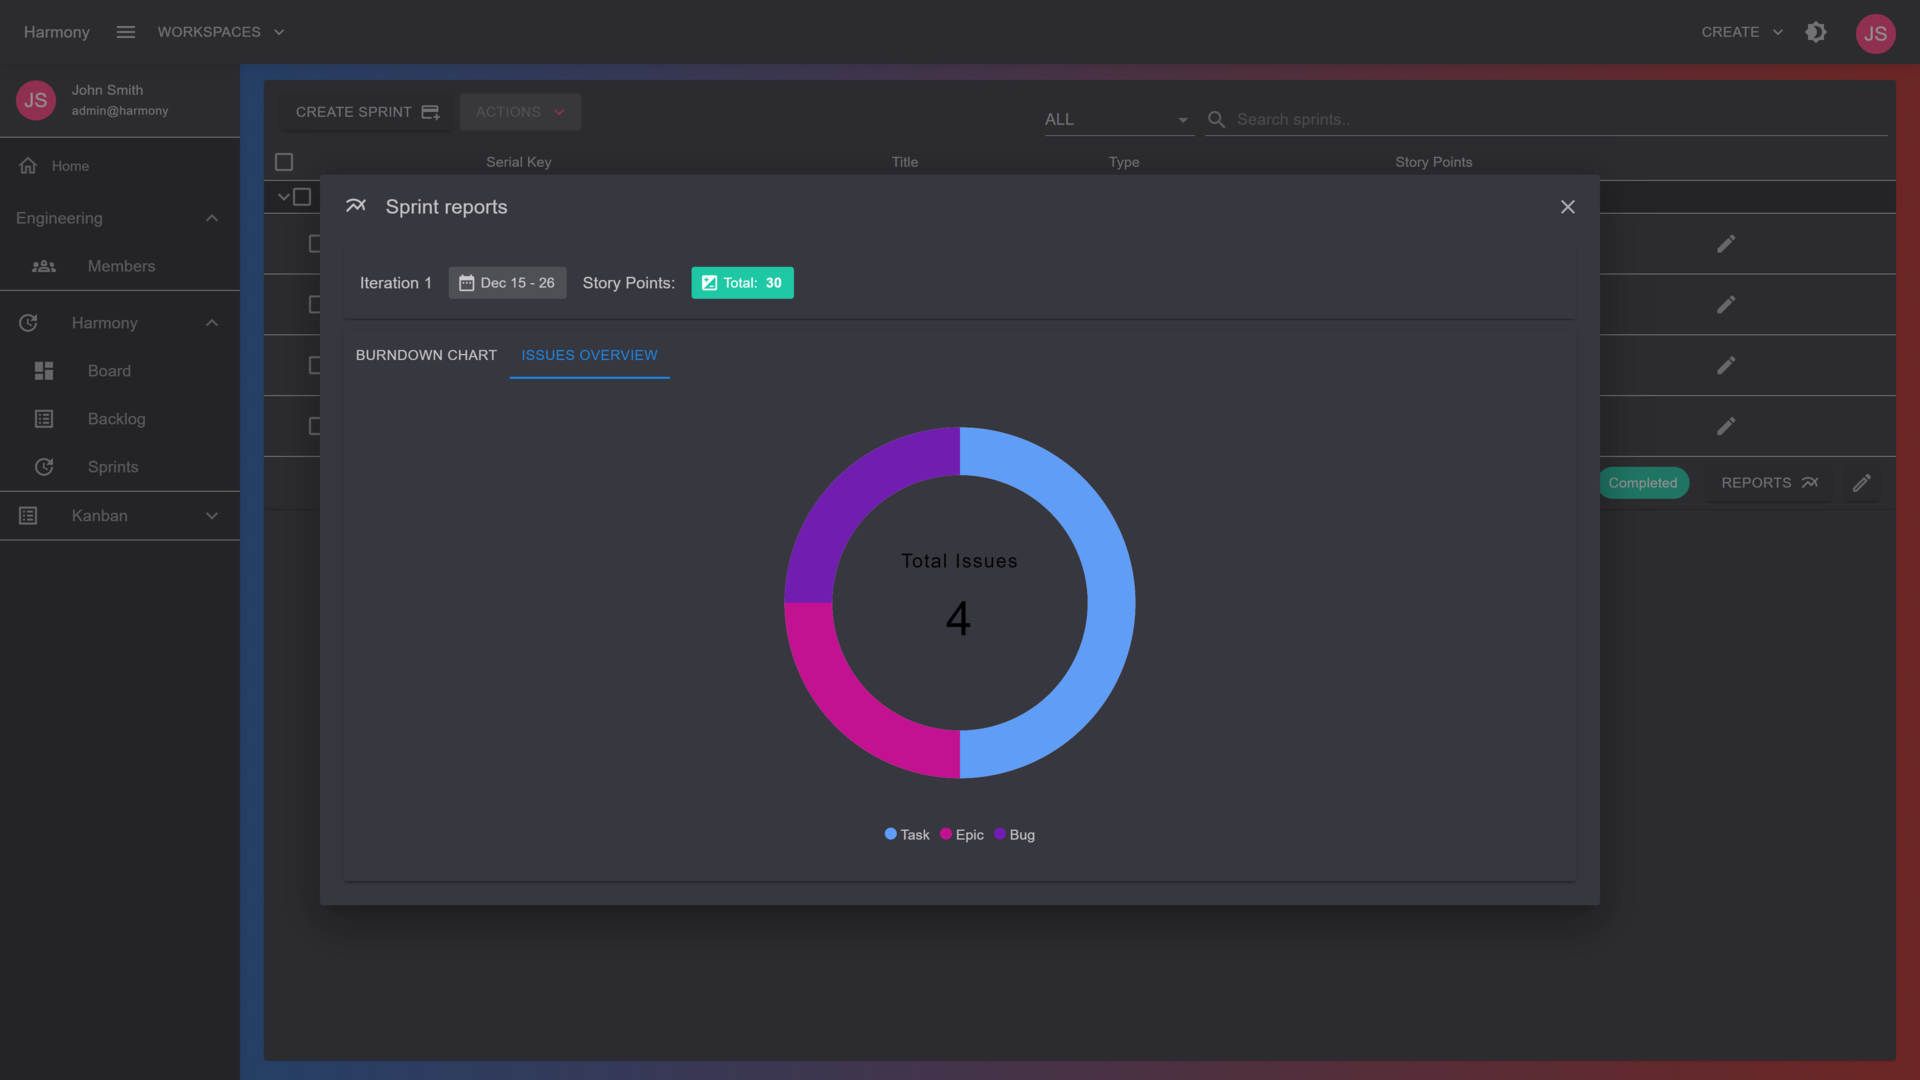 Harmony
WORKSPACES
CREATE
JS
JS
John Smith
admin@harmony
Home
Engineering
Members
Harmony
Board
Backlog
Sprints
Kanban
CREATE SPRINT
ACTIONS
ALL
Search sprints..
Serial Key Title Type Story Points
Sprint reports
Iteration 1 Dec 15 - 26 Story Points: Total: 30
BURNDOWN CHART ISSUES OVERVIEW
Total Issues
4
Task Epic Bug
Completed REPORTS